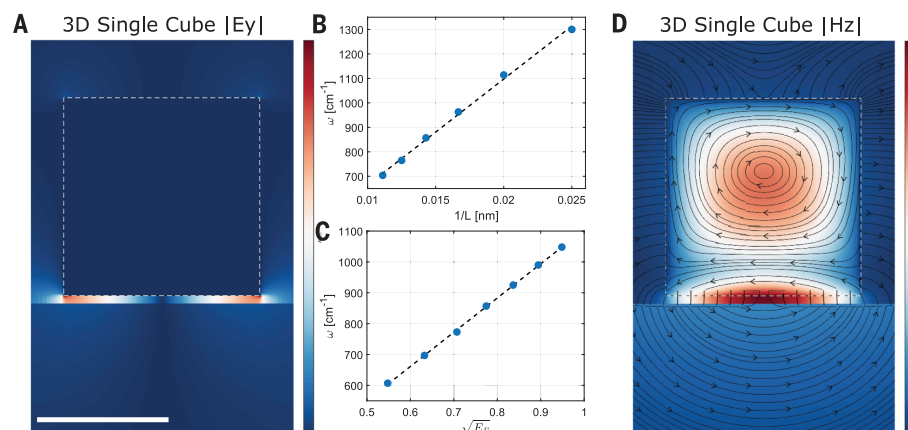 A
3D Single Cube |Ey|
B
ω [cm⁻¹]
1300
1200
1100
1000
900
800
700
0.01
0.015
0.02
0.025
1/L [nm]
C
ω [cm⁻¹]
1100
1000
900
800
700
600
0.5
0.6
0.7
0.8
0.9
1
D
3D Single Cube |Hz|